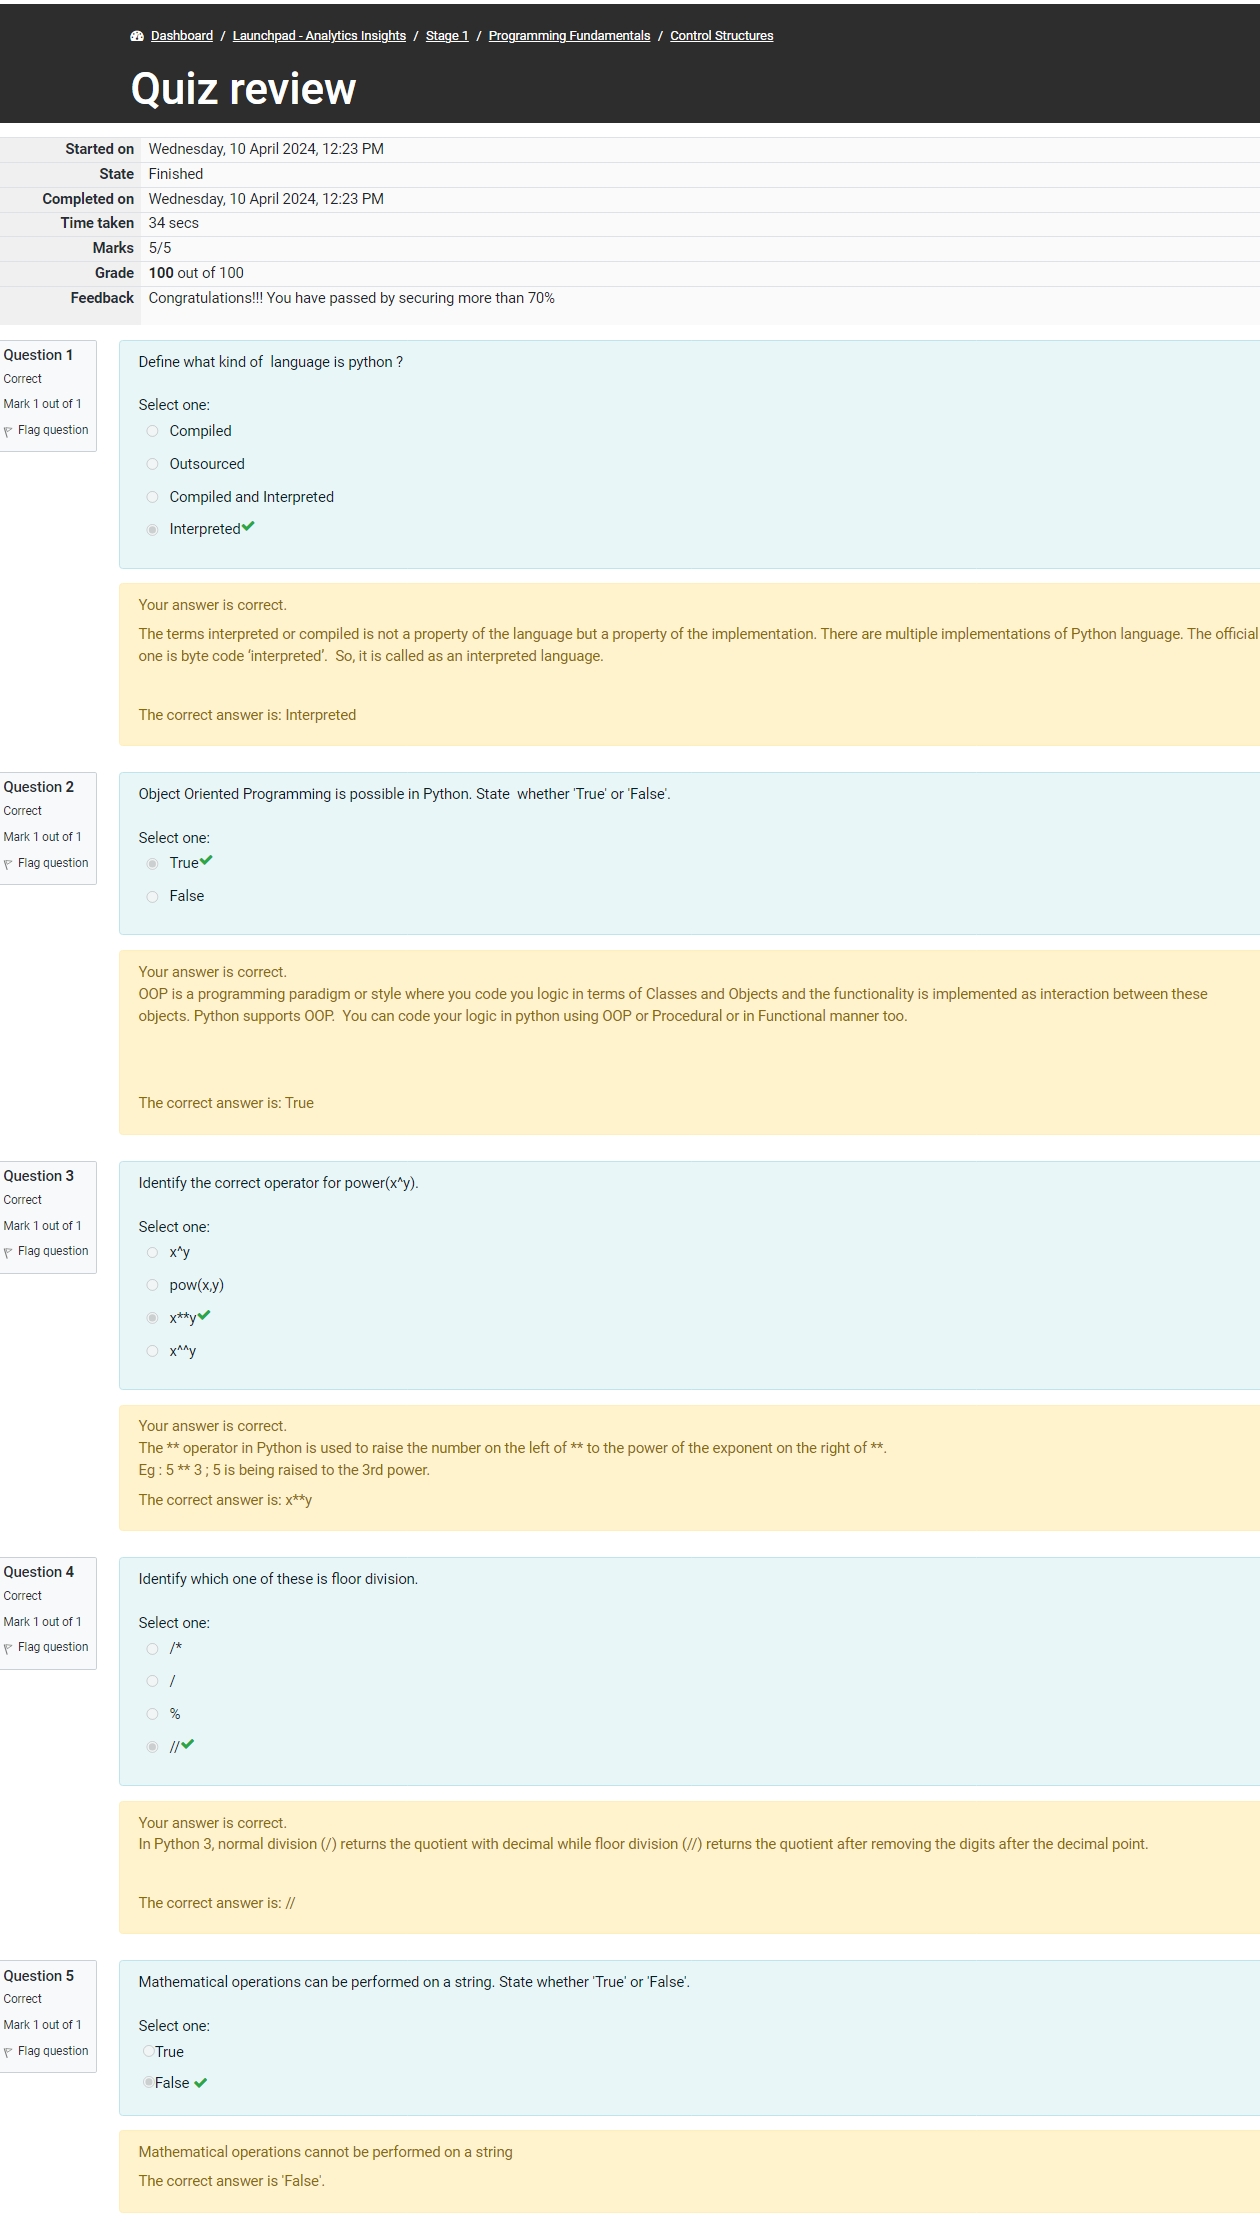 Dashboard / Launchpad - Analytics Insights / Stage 1 / Programming Fundamentals / Control Structures
Quiz review
Started on Wednesday, 10 April 2024, 12:23 PM
State Finished
Completed on Wednesday, 10 April 2024, 12:23 PM
Time taken 34 secs
Marks 5/5
Grade 100 out of 100
Feedback Congratulations!!! You have passed by securing more than 70%
Question 1
Correct
Mark 1 out of 1
Flag question
Define what kind of  language is python ?
Select one:
Compiled
Outsourced
Compiled and Interpreted
Interpreted
Your answer is correct.
The terms interpreted or compiled is not a property of the language but a property of the implementation. There are multiple implementations of Python language. The official
one is byte code ‘interpreted’.  So, it is called as an interpreted language.
The correct answer is: Interpreted
Question 2
Correct
Mark 1 out of 1
Flag question
Object Oriented Programming is possible in Python. State  whether 'True' or 'False'.
Select one:
True
False
Your answer is correct.
OOP is a programming paradigm or style where you code you logic in terms of Classes and Objects and the functionality is implemented as interaction between these
objects. Python supports OOP.  You can code your logic in python using OOP or Procedural or in Functional manner too.
The correct answer is: True
Question 3
Correct
Mark 1 out of 1
Flag question
Identify the correct operator for power(x^y).
Select one:
x^y
pow(x,y)
x**y
x^^y
Your answer is correct.
The ** operator in Python is used to raise the number on the left of ** to the power of the exponent on the right of **.
Eg : 5 ** 3 ; 5 is being raised to the 3rd power.
The correct answer is: x**y
Question 4
Correct
Mark 1 out of 1
Flag question
Identify which one of these is floor division.
Select one:
/*
/
%
//
Your answer is correct.
In Python 3, normal division (/) returns the quotient with decimal while floor division (//) returns the quotient after removing the digits after the decimal point.
The correct answer is: //
Question 5
Correct
Mark 1 out of 1
Flag question
Mathematical operations can be performed on a string. State whether 'True' or 'False'.
Select one:
True
False
Mathematical operations cannot be performed on a string
The correct answer is 'False'.